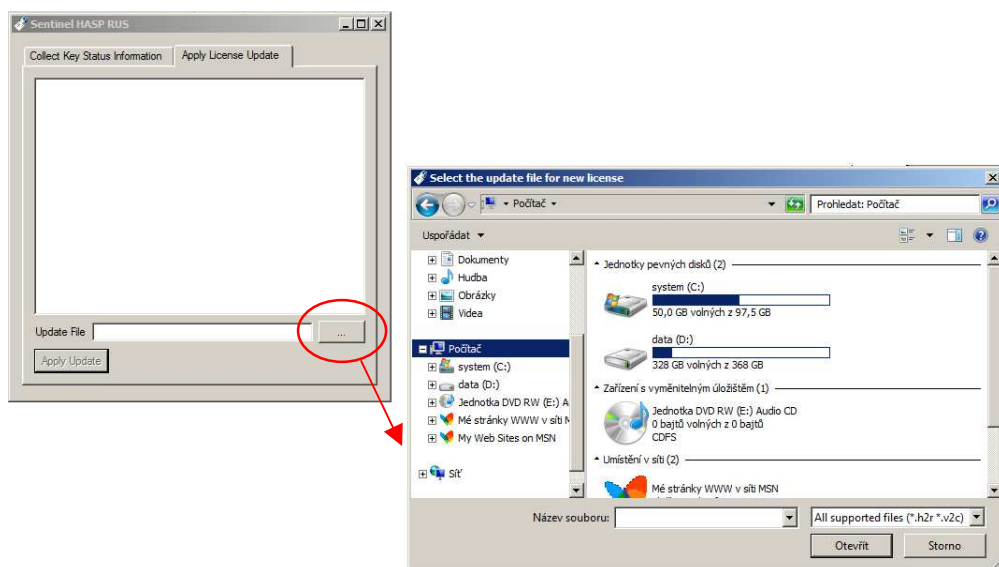 Sentinel HASP RUS
Collect Key Status Information
Apply License Update
Update File
...
Apply Update
Select the update file for new license
Počítač
Prohledat: Počítač
Uspořádat
Dokumenty
Hudba
Obrázky
Videa
Počítač
system (C:)
data (D:)
Jednotka DVD RW (E:) A
Mé stránky WWW v síti M
My Web Sites on MSN
Síť
Jednotky pevných disků (2)
system (C:)
50,0 GB volných z 97,5 GB
data (D:)
328 GB volných z 368 GB
Zařízení s vyměnitelným úložištěm (1)
Jednotka DVD RW (E:) Audio CD
0 bajtů volných z 0 bajtů
CDFS
Umístění v síti (2)
Mé stránky WWW v síti MSN
Název souboru:
All supported files (*.h2r *.v2c)
Otevřít
Storno